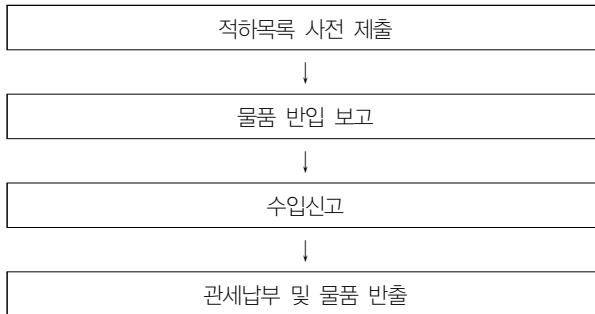 적하목록 사전 제출
↓
물품 반입 보고
↓
수입신고
↓
관세납부 및 물품 반출